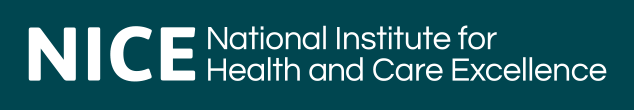 NICE
National Institute for
Health and Care Excellence